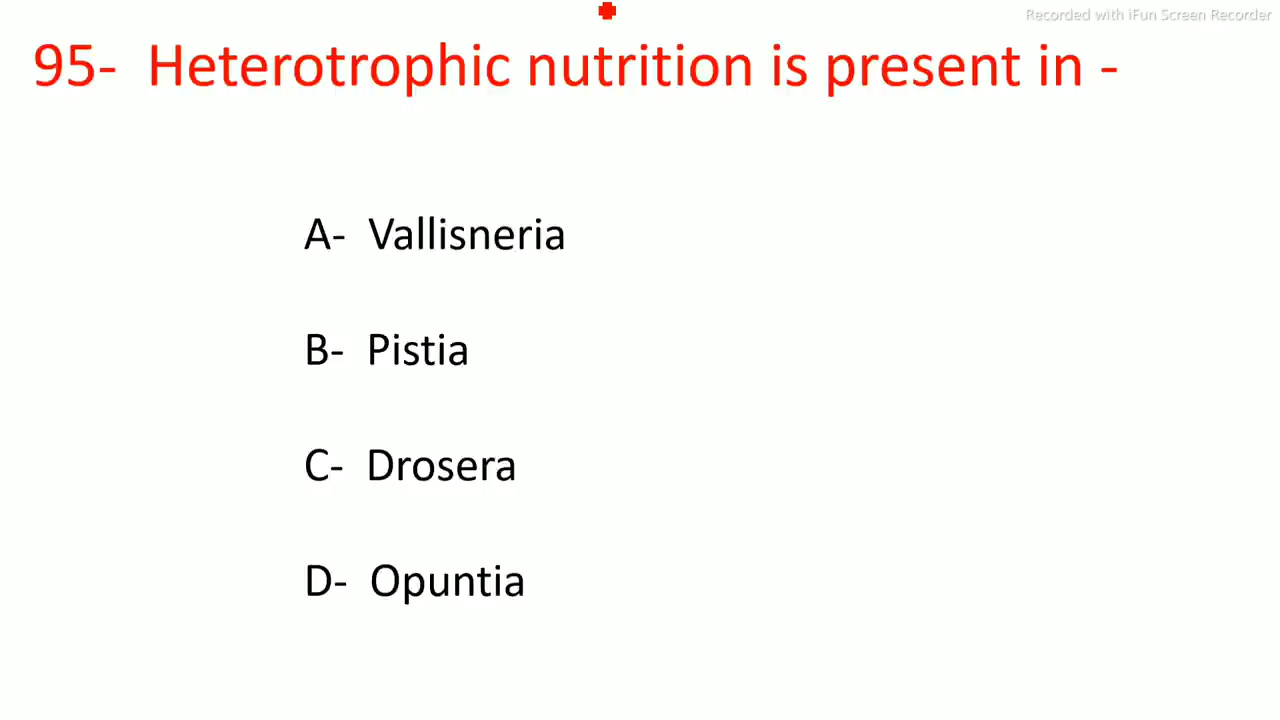 Recorded with iFun Screen Recorder
95- Heterotrophic nutrition is present in -
A- Vallisneria
B- Pistia
C- Drosera
D- Opuntia